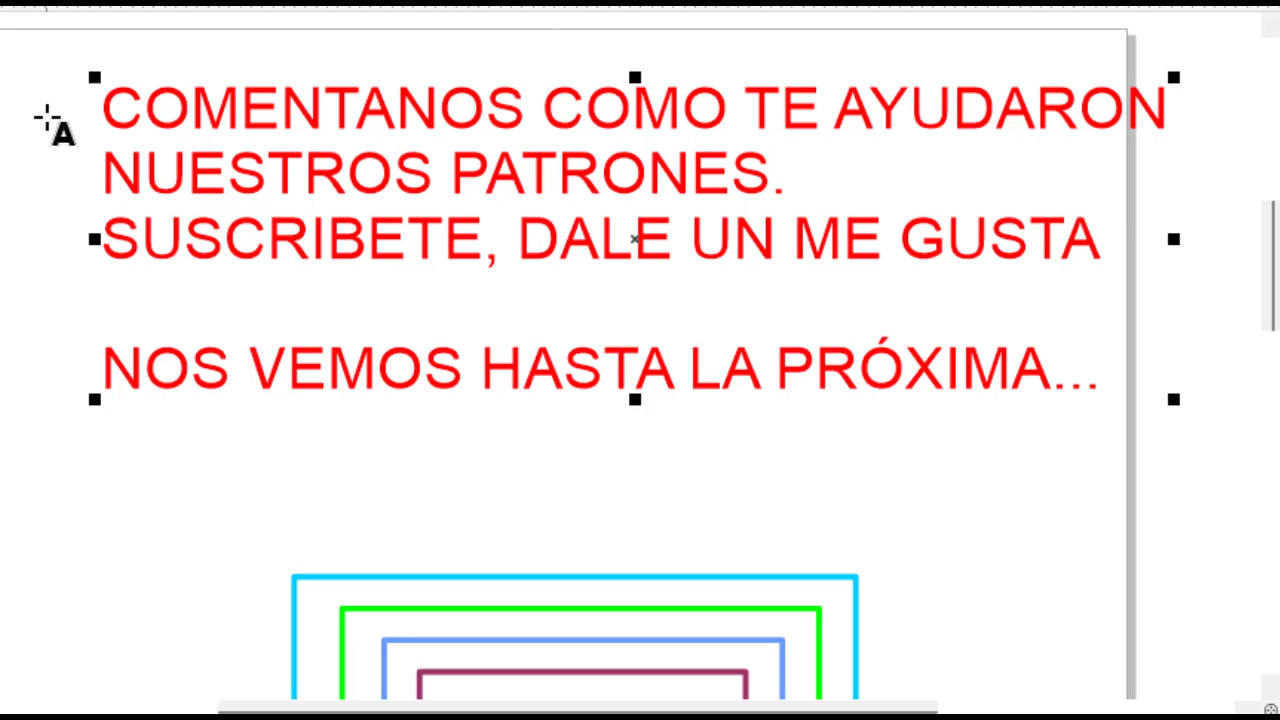 COMENTANOS COMO TE AYUDARON
NUESTROS PATRONES.
SUSCRIBETE, DALE UN ME GUSTA
NOS VEMOS HASTA LA PRÓXIMA...